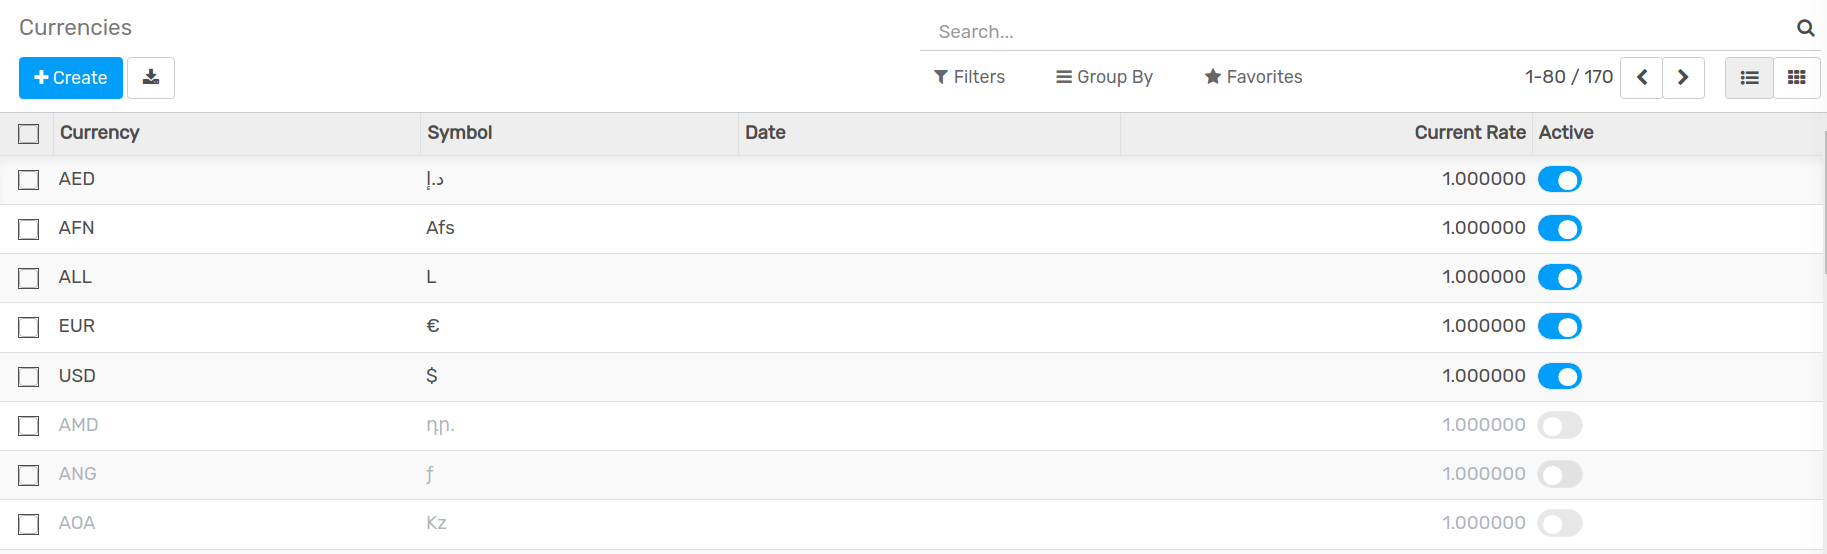 Currencies
Search...
Create
Filters
Group By
Favorites
1-80 / 170
Currency Symbol Date Current Rate Active
AED د.إ 1.000000
AFN Afs 1.000000
ALL L 1.000000
EUR € 1.000000
USD $ 1.000000
AMD դր. 1.000000
ANG ƒ 1.000000
AOA Kz 1.000000